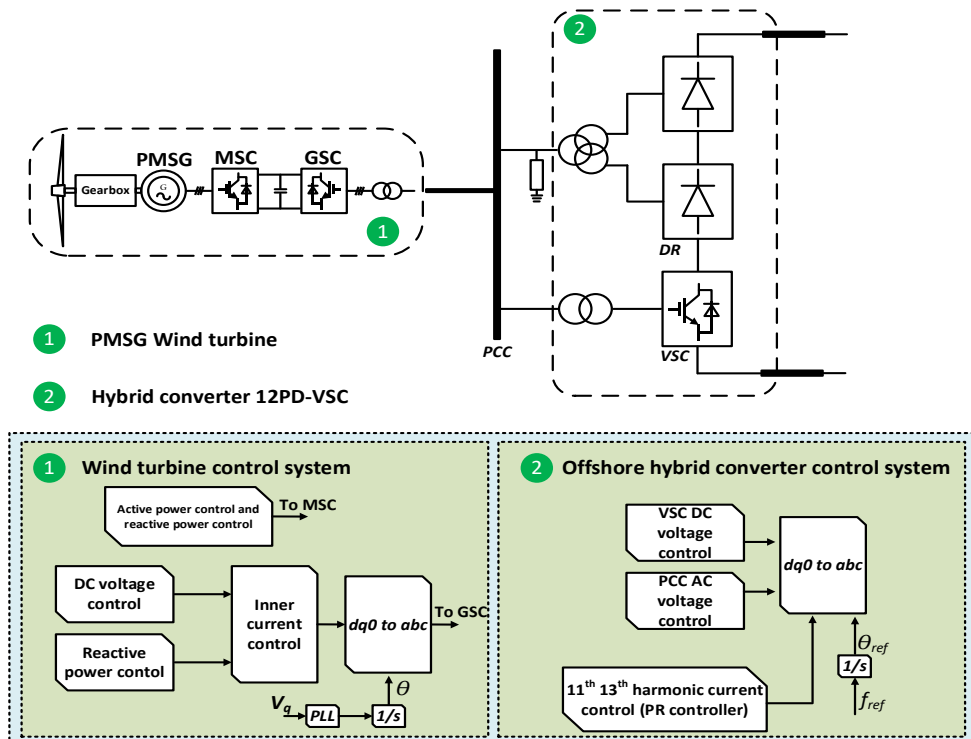 2
PMSG
MSC
GSC
Gearbox
G
1
DR
VSC
PCC
1 PMSG Wind turbine
2 Hybrid converter 12PD-VSC
1 Wind turbine control system
Active power control and
reactive power control
To MSC
DC voltage
control
Reactive
power contol
Inner
current
control
dq0 to abc
To GSC
θ
Vq
PLL
1/s
2 Offshore hybrid converter control system
VSC DC
voltage
control
PCC AC
voltage
control
dq0 to abc
θref
1/s
fref
11th 13th harmonic current
control (PR controller)